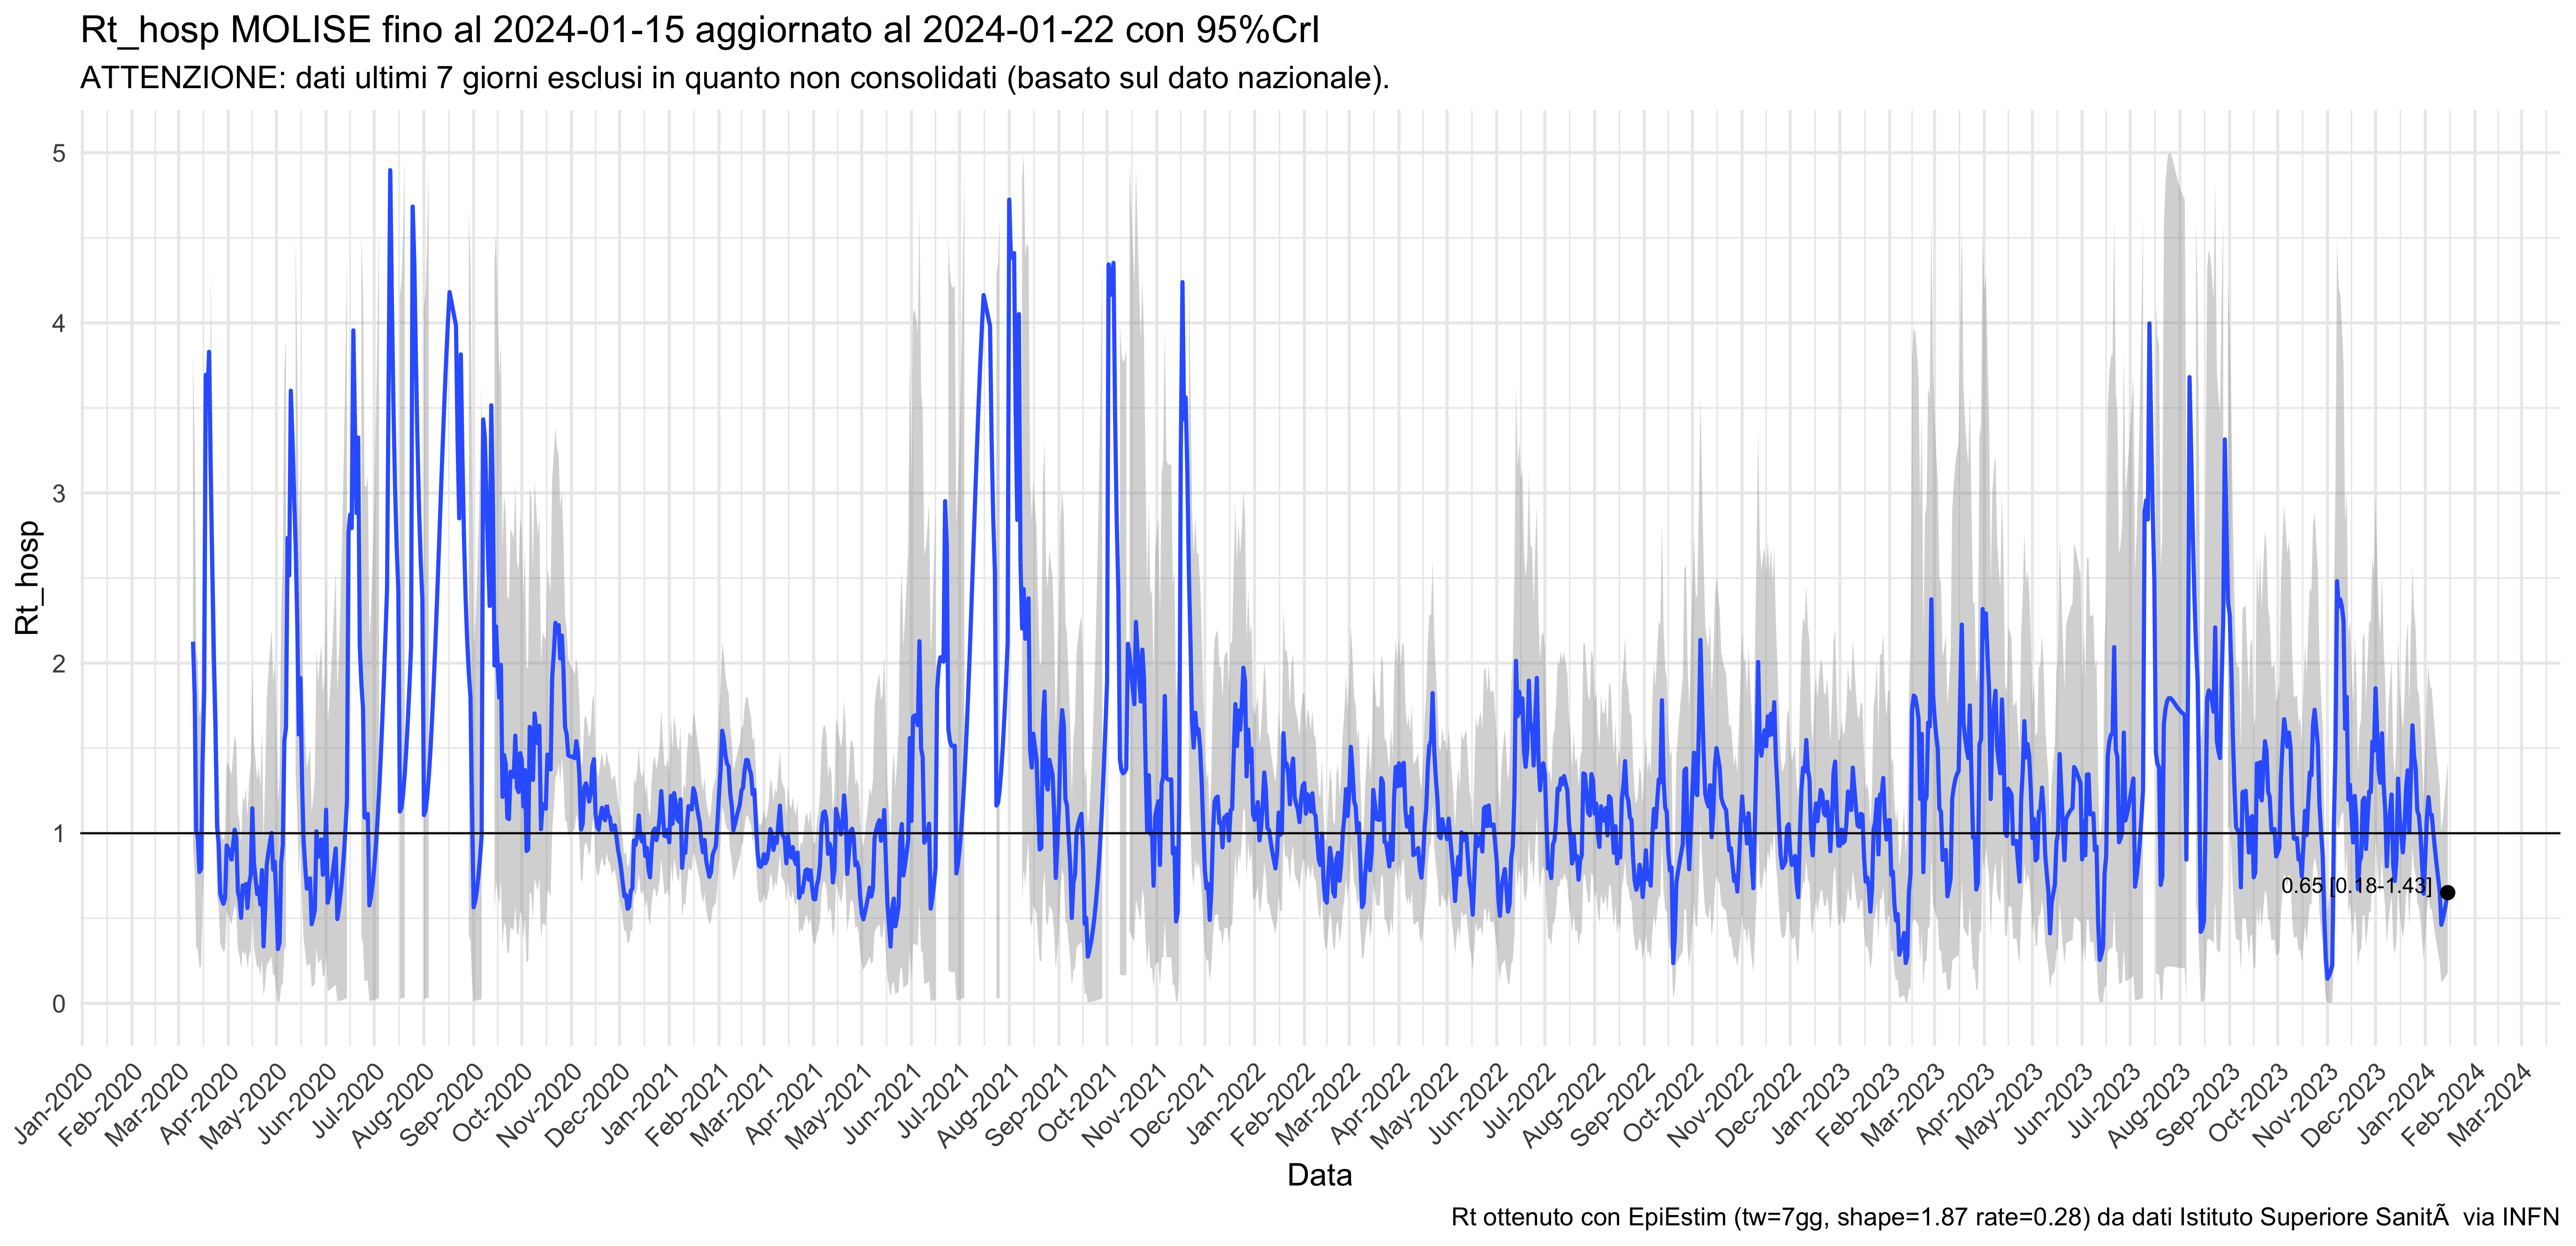 Rt_hosp MOLISE fino al 2024-01-15 aggiornato al 2024-01-22 con 95%CrI
ATTENZIONE: dati ultimi 7 giorni esclusi in quanto non consolidati (basato sul dato nazionale).
Rt_hosp
5
4
3
2
1
0
0.65 [0.18-1.43]
Jan-2020
Feb-2020
Mar-2020
Apr-2020
May-2020
Jun-2020
Jul-2020
Aug-2020
Sep-2020
Oct-2020
Nov-2020
Dec-2020
Jan-2021
Feb-2021
Mar-2021
Apr-2021
May-2021
Jun-2021
Jul-2021
Aug-2021
Sep-2021
Oct-2021
Nov-2021
Dec-2021
Jan-2022
Feb-2022
Mar-2022
Apr-2022
May-2022
Jun-2022
Jul-2022
Aug-2022
Sep-2022
Oct-2022
Nov-2022
Dec-2022
Jan-2023
Feb-2023
Mar-2023
Apr-2023
May-2023
Jun-2023
Jul-2023
Aug-2023
Sep-2023
Oct-2023
Nov-2023
Dec-2023
Jan-2024
Feb-2024
Mar-2024
Data
Rt ottenuto con EpiEstim (tw=7gg, shape=1.87 rate=0.28) da dati Istituto Superiore SanitÃ  via INFN